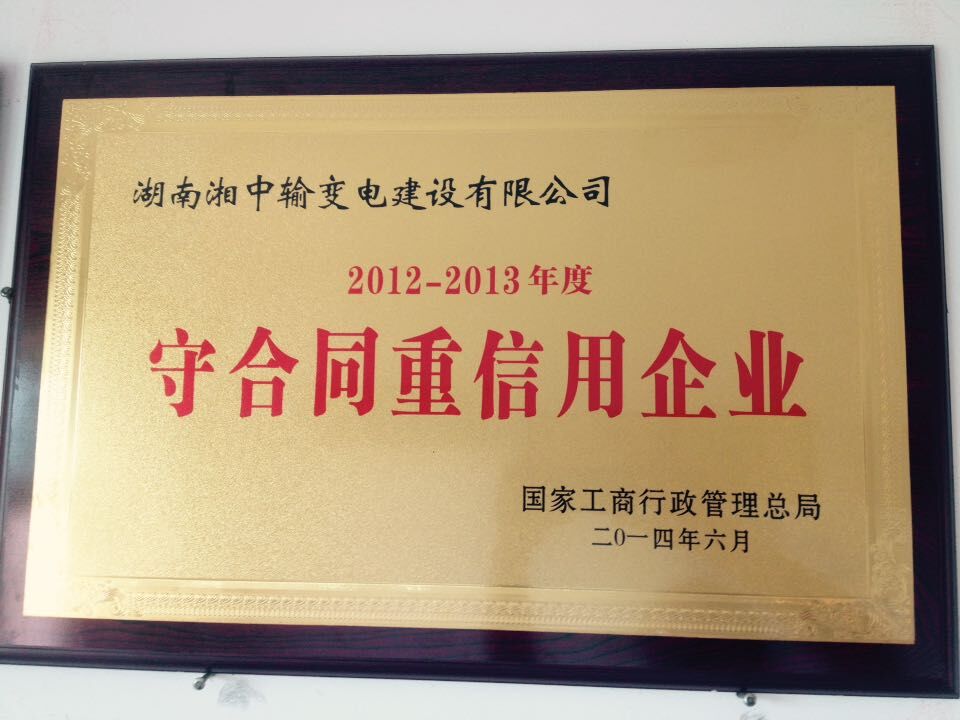 湖南湘中输变电建设有限公司
2012-2013年度
守合同重信用企业
国家工商行政管理总局
二〇一四年六月